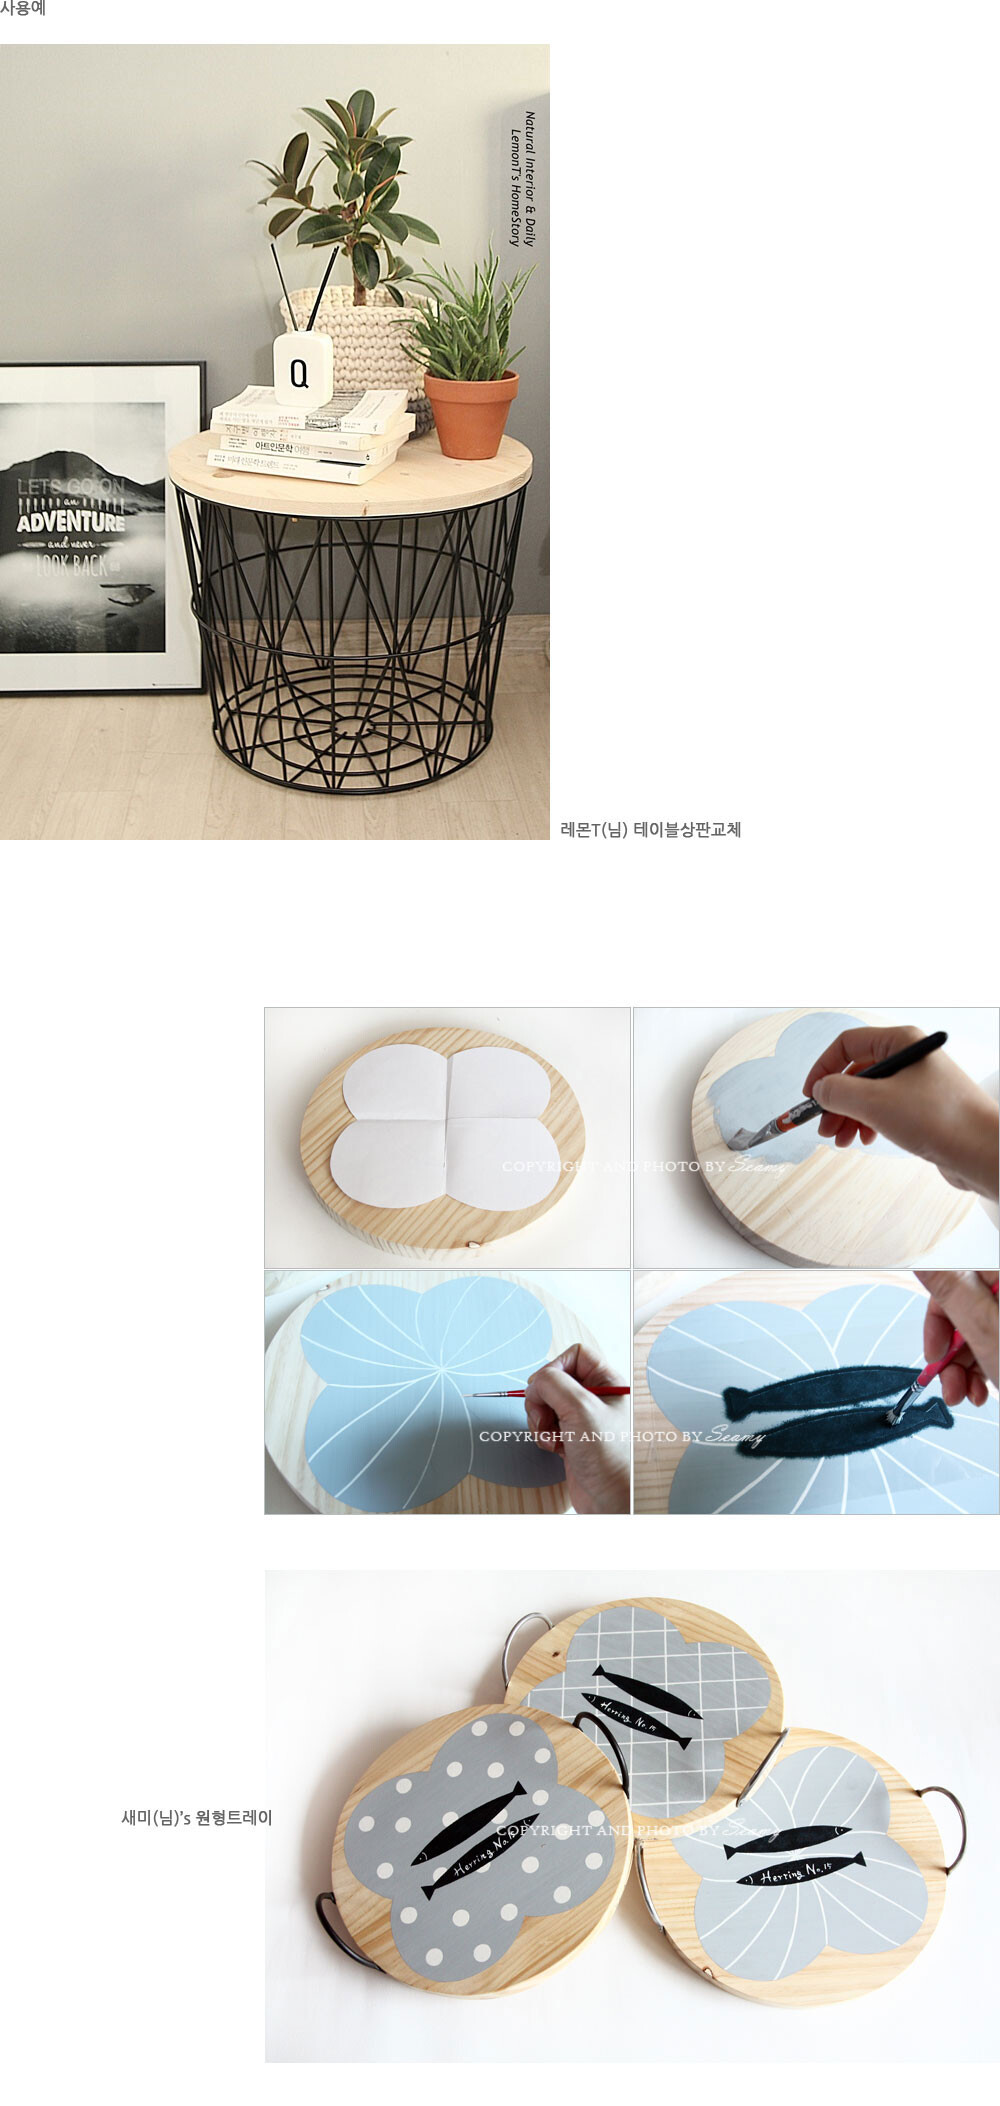 사용예
Natural Interior & Daily
LemonT's HomeStory
Q
아트인문학 여행
LETS GO ON
an
ADVENTURE
and never
LOOK BACK
레몬T(님) 테이블상판교체
COPYRIGHT AND PHOTO BY Seamy
COPYRIGHT AND PHOTO BY Seamy
Herring No.15
새미(님)'s 원형트레이
COPYRIGHT AND PHOTO BY Seamy
Herring No.15
Herring No.15